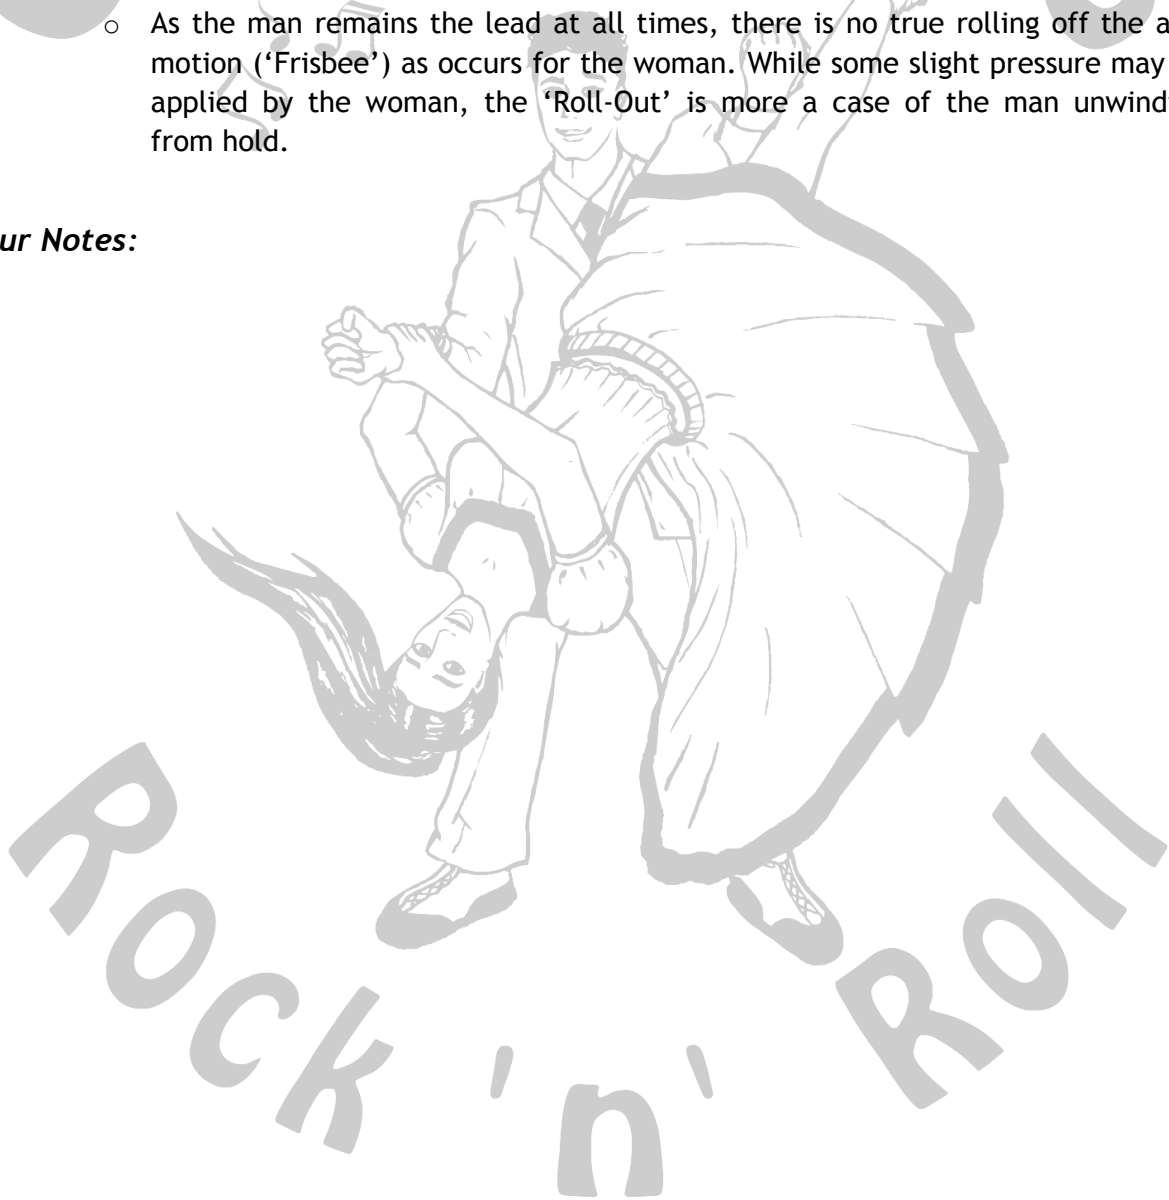 ○ As the man remains the lead at all times, there is no true rolling off the a
motion (‘Frisbee’) as occurs for the woman. While some slight pressure may
applied by the woman, the ‘Roll-Out’ is more a case of the man unwind
from hold.
ur Notes:
Rock 'n' Roll